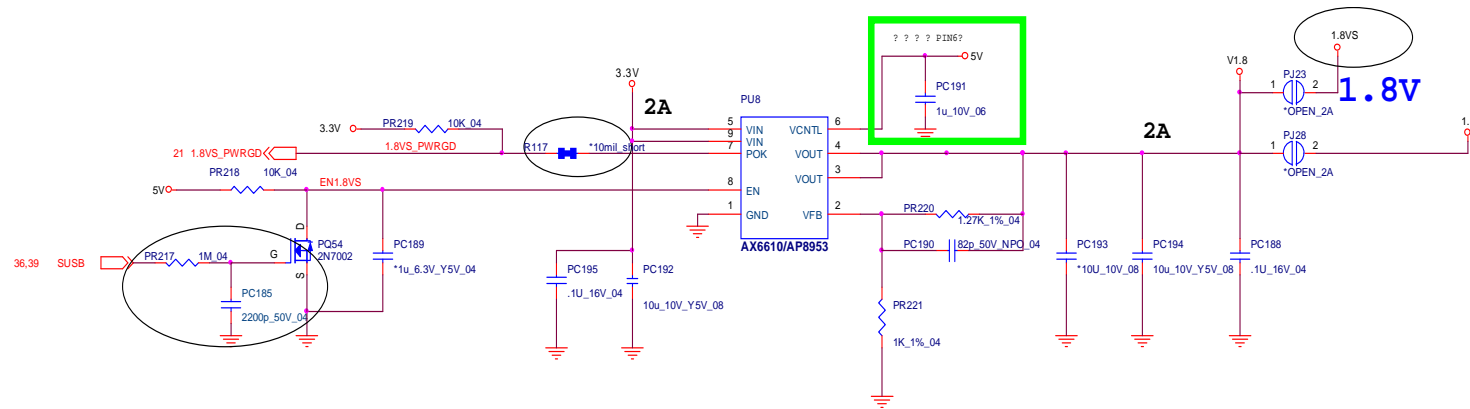 ? ? ? ? PIN6?
5V
PC191
1u_10V_06
1.8VS
V1.8
PJ23
1 2
*OPEN_2A
1.8V
3.3V
2A
PU8
3.3V
PR219 10K_04
21 1.8VS_PWRGD
1.8VS_PWRGD
R117
*10mil_short
5 VIN
9 VIN
7 POK
8 EN
1 GND
VCNTL 6
VOUT 4
VOUT 3
VFB 2
AX6610/AP8953
2A
PJ28
1 2
*OPEN_2A
1.
PR218 10K_04
5V
EN1.8VS
36,39 SUSB
PR217 1M_04
D
G
S
PQ54
2N7002
PC185
2200p_50V_04
PC189
*1u_6.3V_Y5V_04
PC195
.1U_16V_04
PC192
10u_10V_Y5V_08
PR220
1.27K_1%_04
PC190
82p_50V_NPO_04
PR221
1K_1%_04
PC193
*10U_10V_08
PC194
10u_10V_Y5V_08
PC188
.1U_16V_04